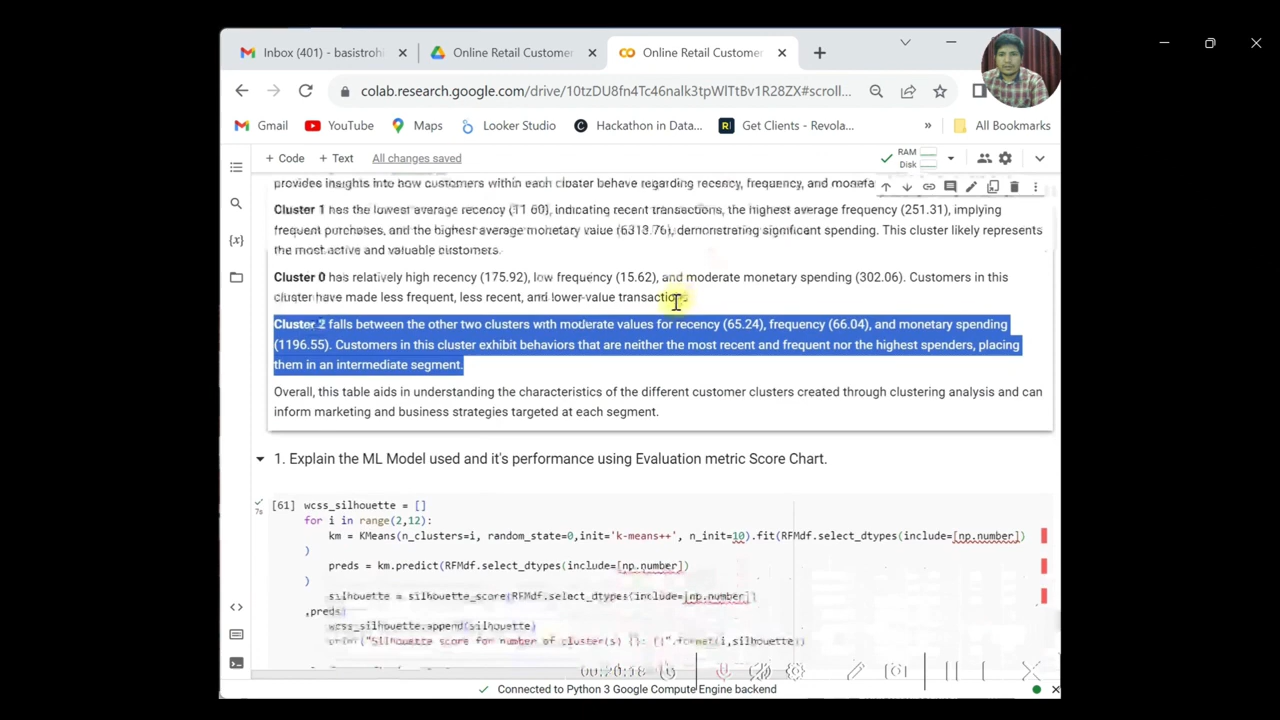 Inbox (401) - basistrohi
Online Retail Customer
Online Retail Customer
colab.research.google.com/drive/10tzDU8fn4Tc46nalk3tpWlTtBv1R28ZX#scroll...
Gmail
YouTube
Maps
Looker Studio
Hackathon in Data...
Get Clients - Revola...
»
All Bookmarks
+ Code
+ Text
All changes saved
RAM
Disk
provides insights into how customers within each cluster behave regarding recency, frequency, and moneta
Cluster 1 has the lowest average recency (11 60), indicating recent transactions, the highest average frequency (251.31), implying
frequent purchases, and the highest average monetary value (6313.76), demonstrating significant spending. This cluster likely represents
the most active and valuable customers.
Cluster 0 has relatively high recency (175.92), low frequency (15.62), and moderate monetary spending (302.06). Customers in this
cluster have made less frequent, less recent, and lower-value transactions
Cluster 2 falls between the other two clusters with moderate values for recency (65.24), frequency (66.04), and monetary spending
(1196.55). Customers in this cluster exhibit behaviors that are neither the most recent and frequent nor the highest spenders, placing
them in an intermediate segment.
Overall, this table aids in understanding the characteristics of the different customer clusters created through clustering analysis and can
inform marketing and business strategies targeted at each segment.
1. Explain the ML Model used and it's performance using Evaluation metric Score Chart.
[61] wcss_silhouette = []
7s
for i in range(2,12):
km = KMeans(n_clusters=i, random_state=0,init='k-means++', n_init=10).fit(RFMdf.select_dtypes(include=[np.number])
)
preds = km.predict(RFMdf.select_dtypes(include=[np.number])
)
silhouette = silhouette_score(RFMdf.select_dtypes(include=[np.number])
,preds)
wcss_silhouette.append(silhouette)
print("Silhouette score for number of cluster(s) {}: {}".format(i,silhouette))
Connected to Python 3 Google Compute Engine backend